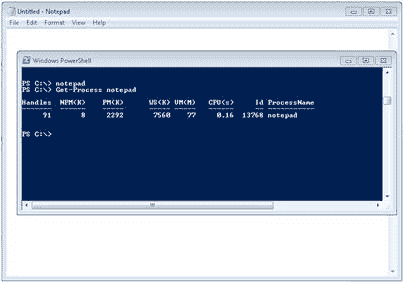 Untitled - Notepad
File Edit Format View Help
Windows PowerShell
PS C:\> notepad
PS C:\> Get-Process notepad
Handles NPM(K) PM(K) WS(K) VM(M) CPU(s) Id ProcessName
------- ------ ----- ----- ----- ------ -- -----------
91 8 2292 7560 77 0.16 13768 notepad
PS C:\>